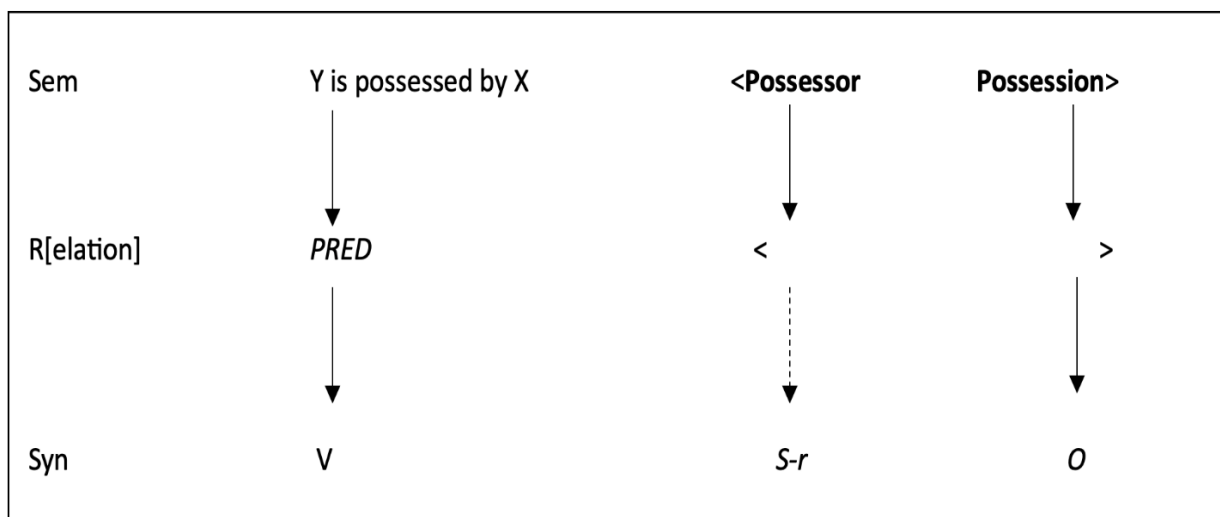 Sem Y is possessed by X <Possessor Possession>
R[elation] PRED < >
Syn V S-r O